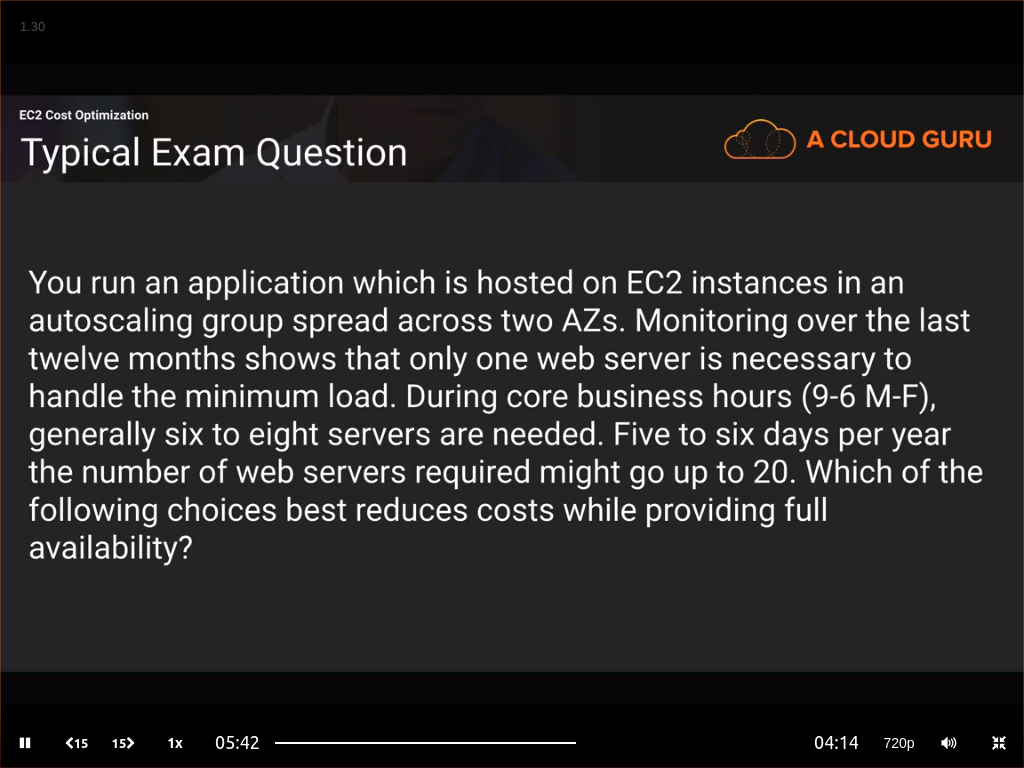 1.30
EC2 Cost Optimization
Typical Exam Question
A CLOUD GURU
You run an application which is hosted on EC2 instances in an
autoscaling group spread across two AZs. Monitoring over the last
twelve months shows that only one web server is necessary to
handle the minimum load. During core business hours (9-6 M-F),
generally six to eight servers are needed. Five to six days per year
the number of web servers required might go up to 20. Which of the
following choices best reduces costs while providing full
availability?
15 15 1x 05:42 04:14 720p